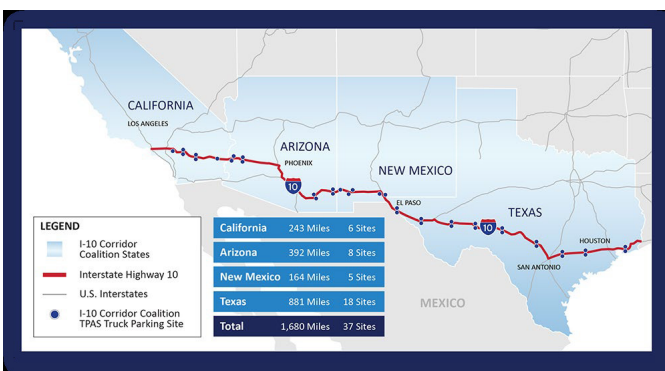 CALIFORNIA
LOS ANGELES
ARIZONA
PHOENIX
10
NEW MEXICO
EL PASO
TEXAS
10
HOUSTON
SAN ANTONIO
MEXICO
LEGEND
I-10 Corridor
Coalition States
Interstate Highway 10
U.S. Interstates
I-10 Corridor Coalition
TPAS Truck Parking Site
California 243 Miles 6 Sites
Arizona 392 Miles 8 Sites
New Mexico 164 Miles 5 Sites
Texas 881 Miles 18 Sites
Total 1,680 Miles 37 Sites